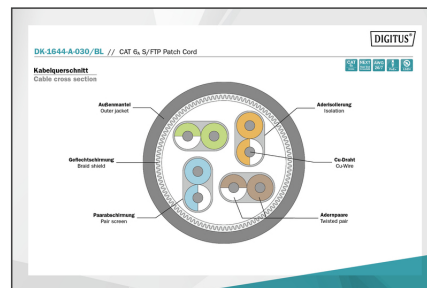 DIGITUS®
DK-1644-A-030/BL // CAT 6A S/FTP Patch Cord
Kabelquerschnitt
Cable cross section
Außenmantel
Outer jacket
Aderisolierung
Isolation
Geflechtschirmung
Braid shield
Cu-Draht
Cu-Wire
Paarabschirmung
Pair screen
Adernpaare
Twisted pair